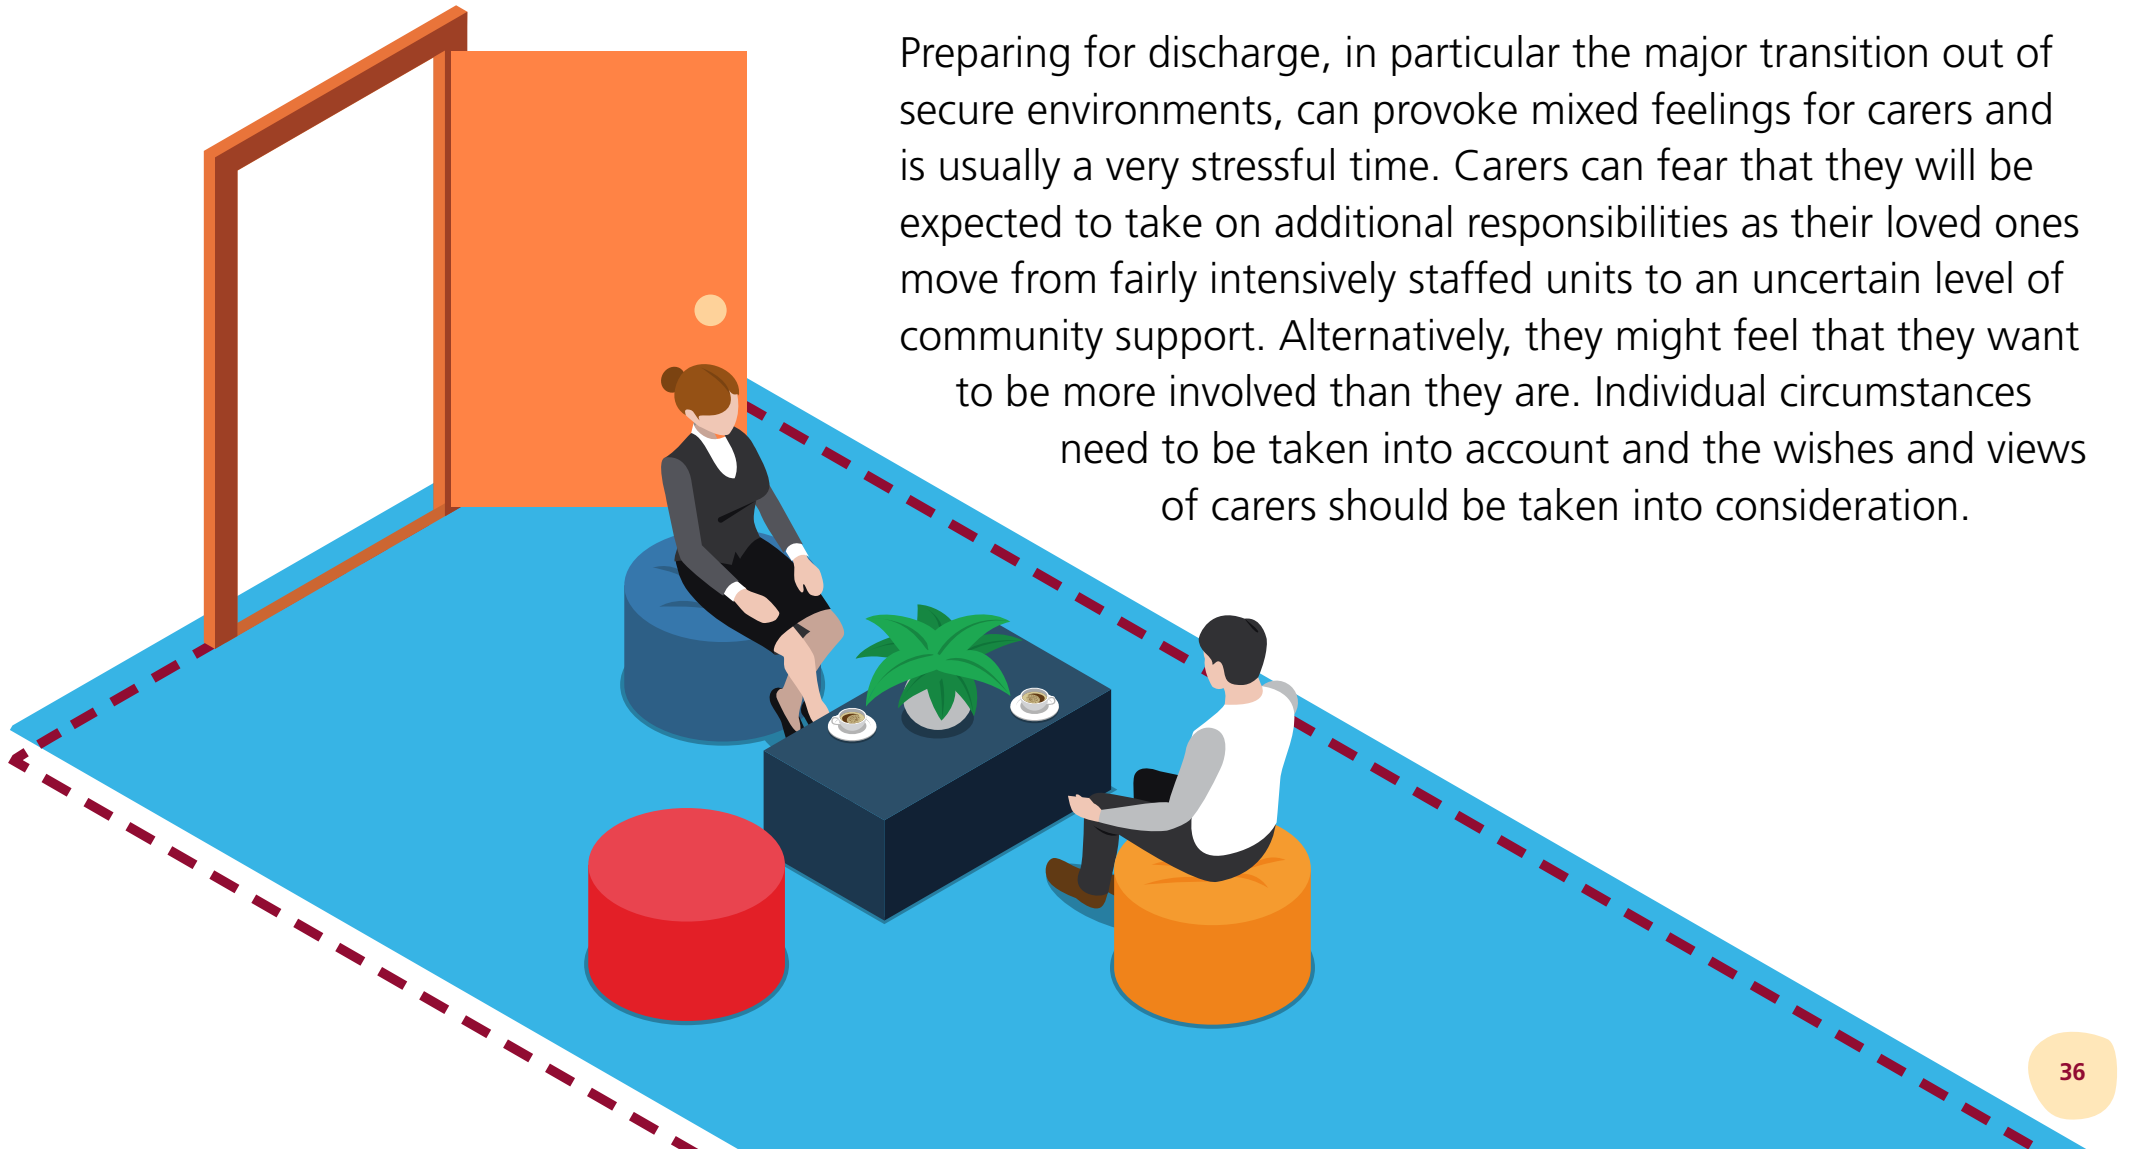 Preparing for discharge, in particular the major transition out of
secure environments, can provoke mixed feelings for carers and
is usually a very stressful time. Carers can fear that they will be
expected to take on additional responsibilities as their loved ones
move from fairly intensively staffed units to an uncertain level of
community support. Alternatively, they might feel that they want
to be more involved than they are. Individual circumstances
need to be taken into account and the wishes and views
of carers should be taken into consideration.
36